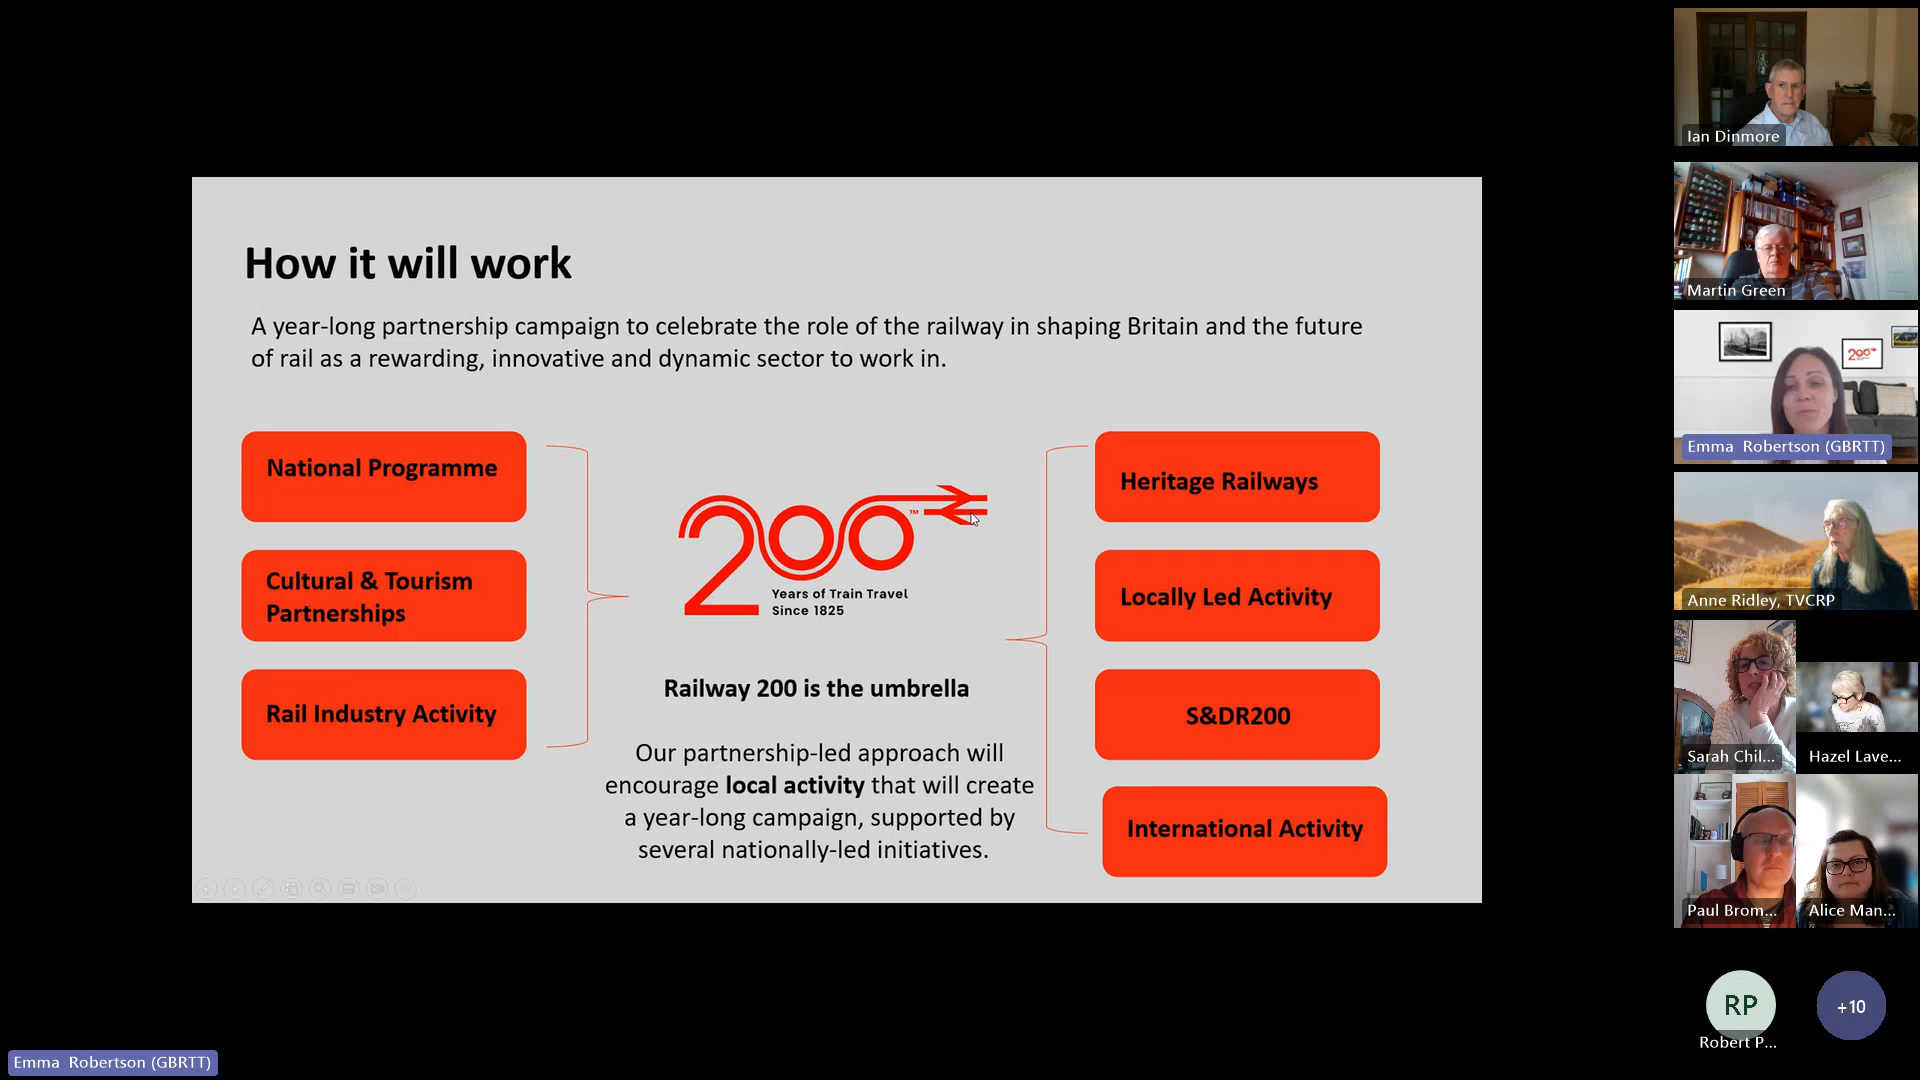 How it will work
A year-long partnership campaign to celebrate the role of the railway in shaping Britain and the future
of rail as a rewarding, innovative and dynamic sector to work in.
National Programme
Cultural & Tourism
Partnerships
Rail Industry Activity
200
™
Years of Train Travel
Since 1825
Railway 200 is the umbrella
Our partnership-led approach will
encourage local activity that will create
a year-long campaign, supported by
several nationally-led initiatives.
Heritage Railways
Locally Led Activity
S&DR200
International Activity
Ian Dinmore
Martin Green
200
Emma Robertson (GBRTT)
Anne Ridley, TVCRP
Sarah Chil...
Hazel Lave...
Paul Brom...
Alice Man...
RP
Robert P...
+10
Emma Robertson (GBRTT)